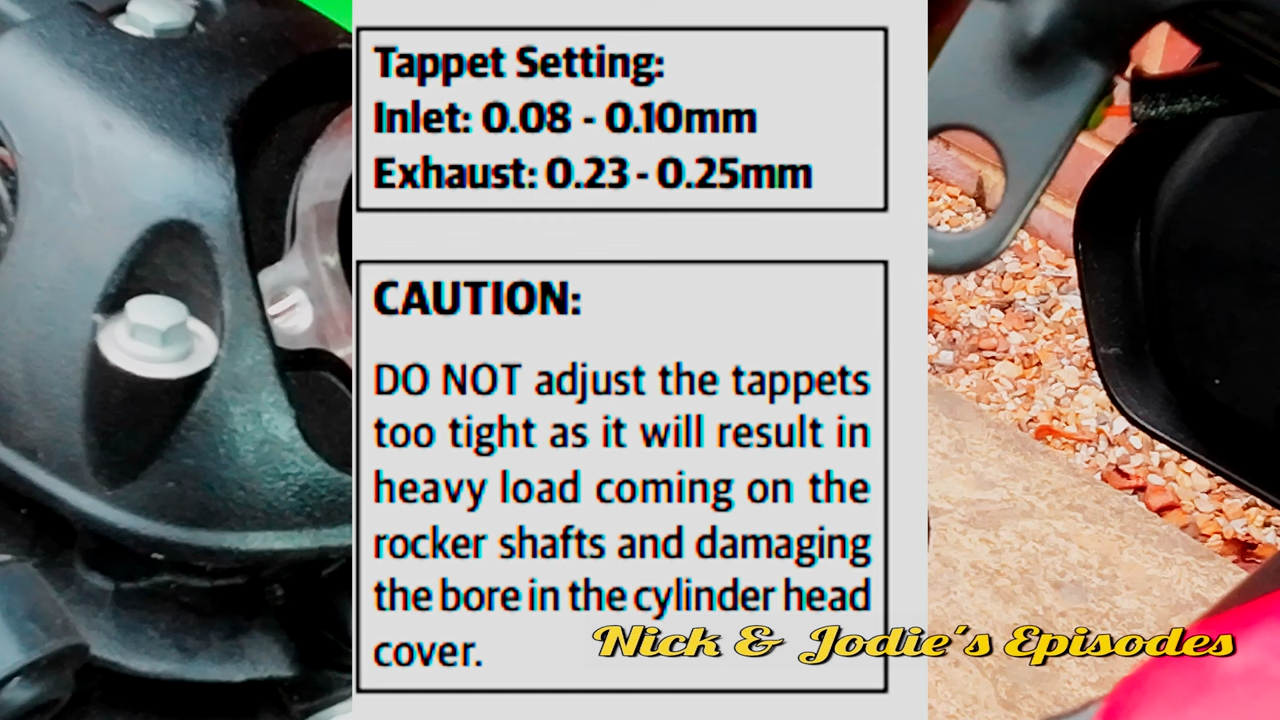 Tappet Setting:
Inlet: 0.08 - 0.10mm
Exhaust: 0.23 - 0.25mm
CAUTION:
DO NOT adjust the tappets
too tight as it will result in
heavy load coming on the
rocker shafts and damaging
the bore in the cylinder head
cover.
Nick & Jodie's Episodes